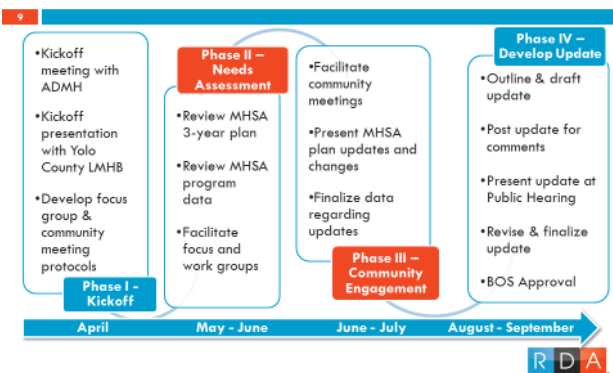 9
•Kickoff
meeting with
ADMH
•Kickoff
presentation
with Yolo
County LMHB
•Develop focus
group &
community
meeting
protocols
Phase I -
Kickoff
Phase II –
Needs
Assessment
•Review MHSA
3-year plan
•Review MHSA
program
data
•Facilitate
focus and
work groups
•Facilitate
community
meetings
•Present MHSA
plan updates and
changes
•Finalize data
regarding
updates
Phase III –
Community
Engagement
Phase IV –
Develop Update
•Outline & draft
update
•Post update for
comments
•Present update at
Public Hearing
•Revise & finalize
update
•BOS Approval
April
May - June
June - July
August - September
RDA